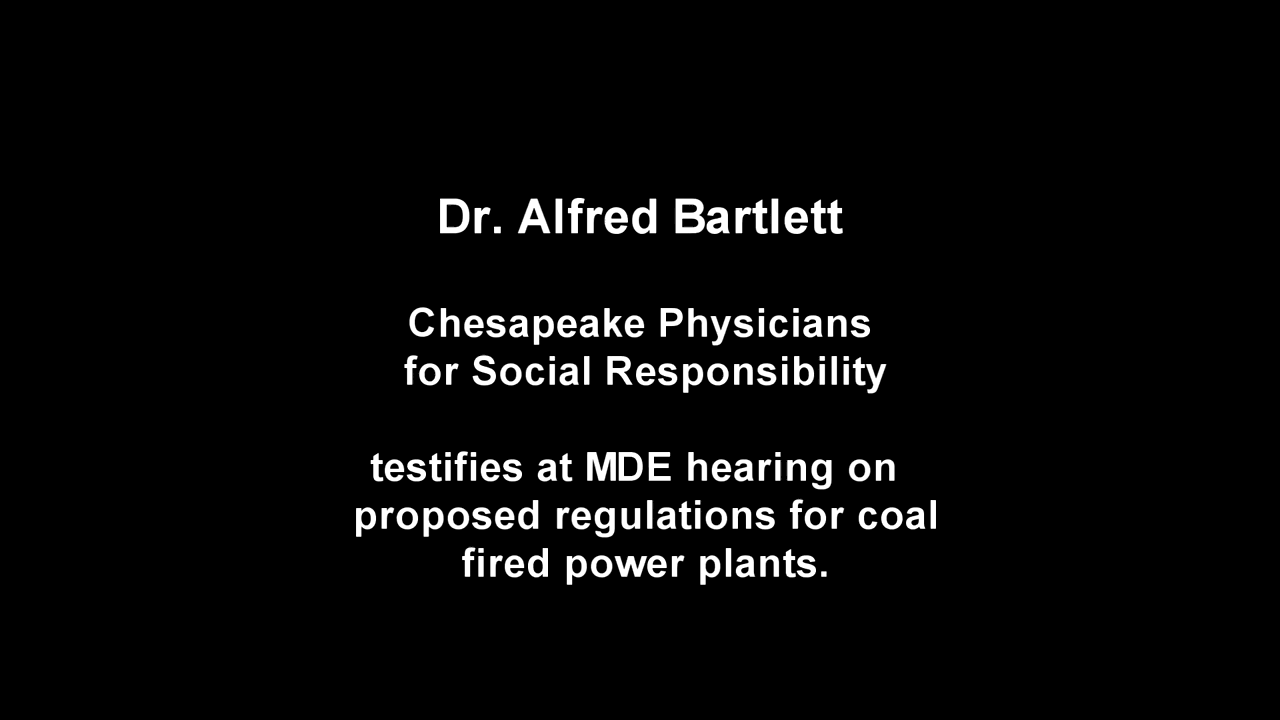 Dr. Alfred Bartlett
Chesapeake Physicians
for Social Responsibility
testifies at MDE hearing on
proposed regulations for coal
fired power plants.